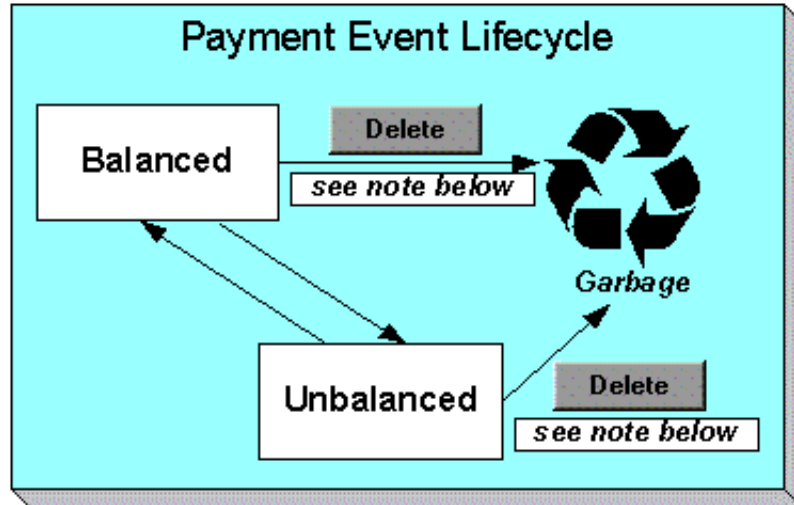 Payment Event Lifecycle
Delete
Balanced
see note below
Garbage
Unbalanced
Delete
see note below